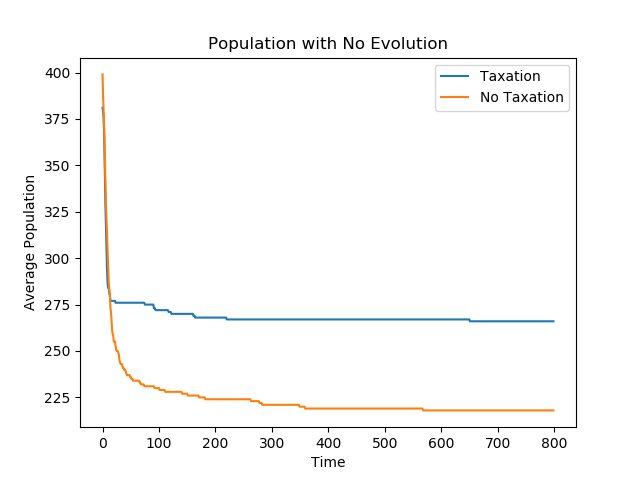 Population with No Evolution
Taxation
No Taxation
400
375
350
325
300
275
250
225
Average Population
0 100 200 300 400 500 600 700 800
Time